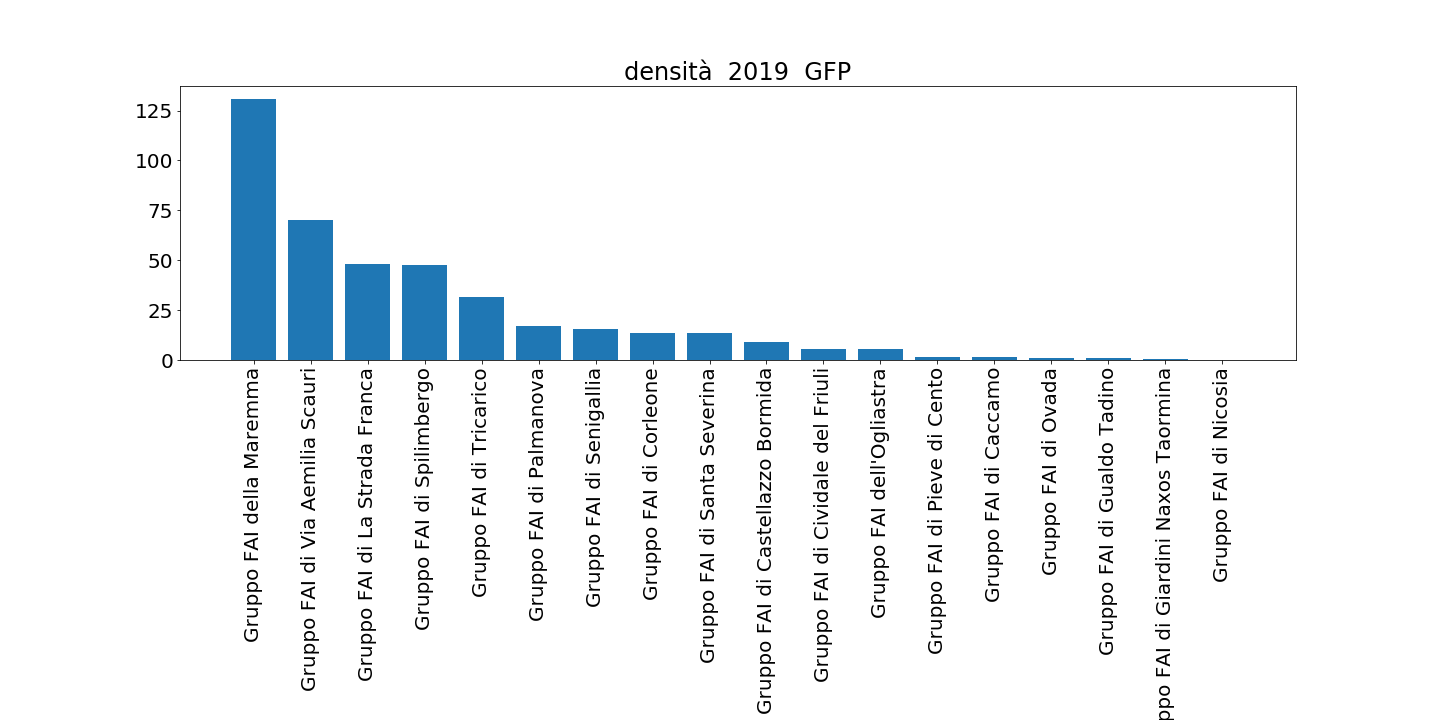 densità 2019 GFP
125
100
75
50
25
0
Gruppo FAI della Maremma
Gruppo FAI di Via Aemilia Scauri
Gruppo FAI di La Strada Franca
Gruppo FAI di Spilimbergo
Gruppo FAI di Tricarico
Gruppo FAI di Palmanova
Gruppo FAI di Senigallia
Gruppo FAI di Corleone
Gruppo FAI di Santa Severina
Gruppo FAI di Castellazzo Bormida
Gruppo FAI di Cividale del Friuli
Gruppo FAI dell'Ogliastra
Gruppo FAI di Pieve di Cento
Gruppo FAI di Caccamo
Gruppo FAI di Ovada
Gruppo FAI di Gualdo Tadino
ppo FAI di Giardini Naxos Taormina
Gruppo FAI di Nicosia